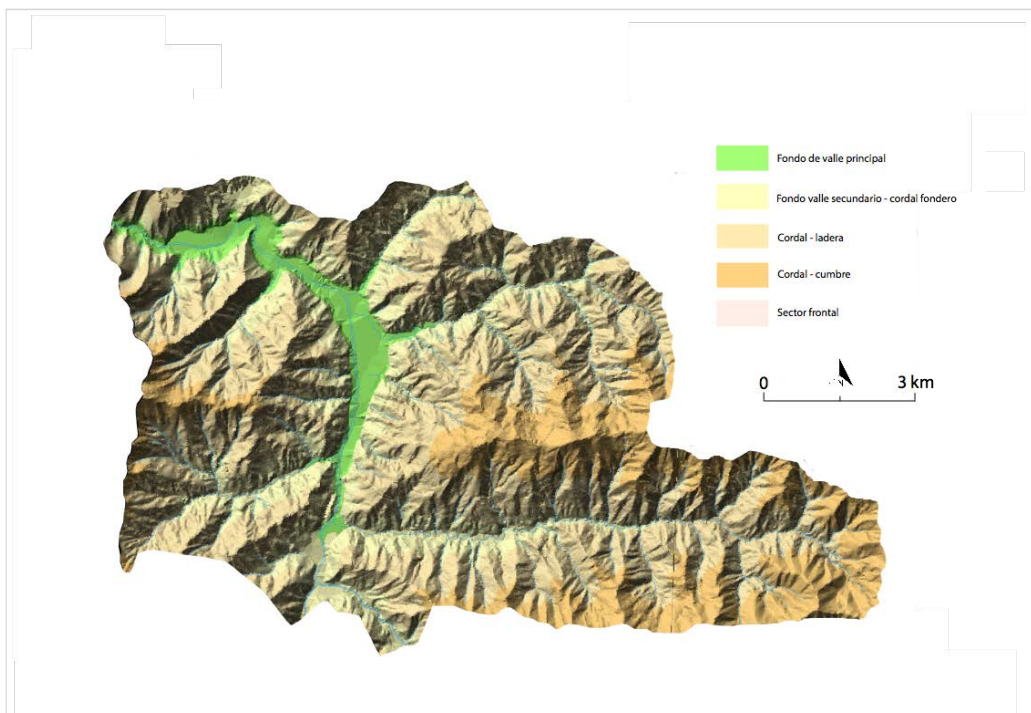 Fondo de valle principal
Fondo valle secundario - cordal fondero
Cordal - ladera
Cordal - cumbre
Sector frontal
0 3 km